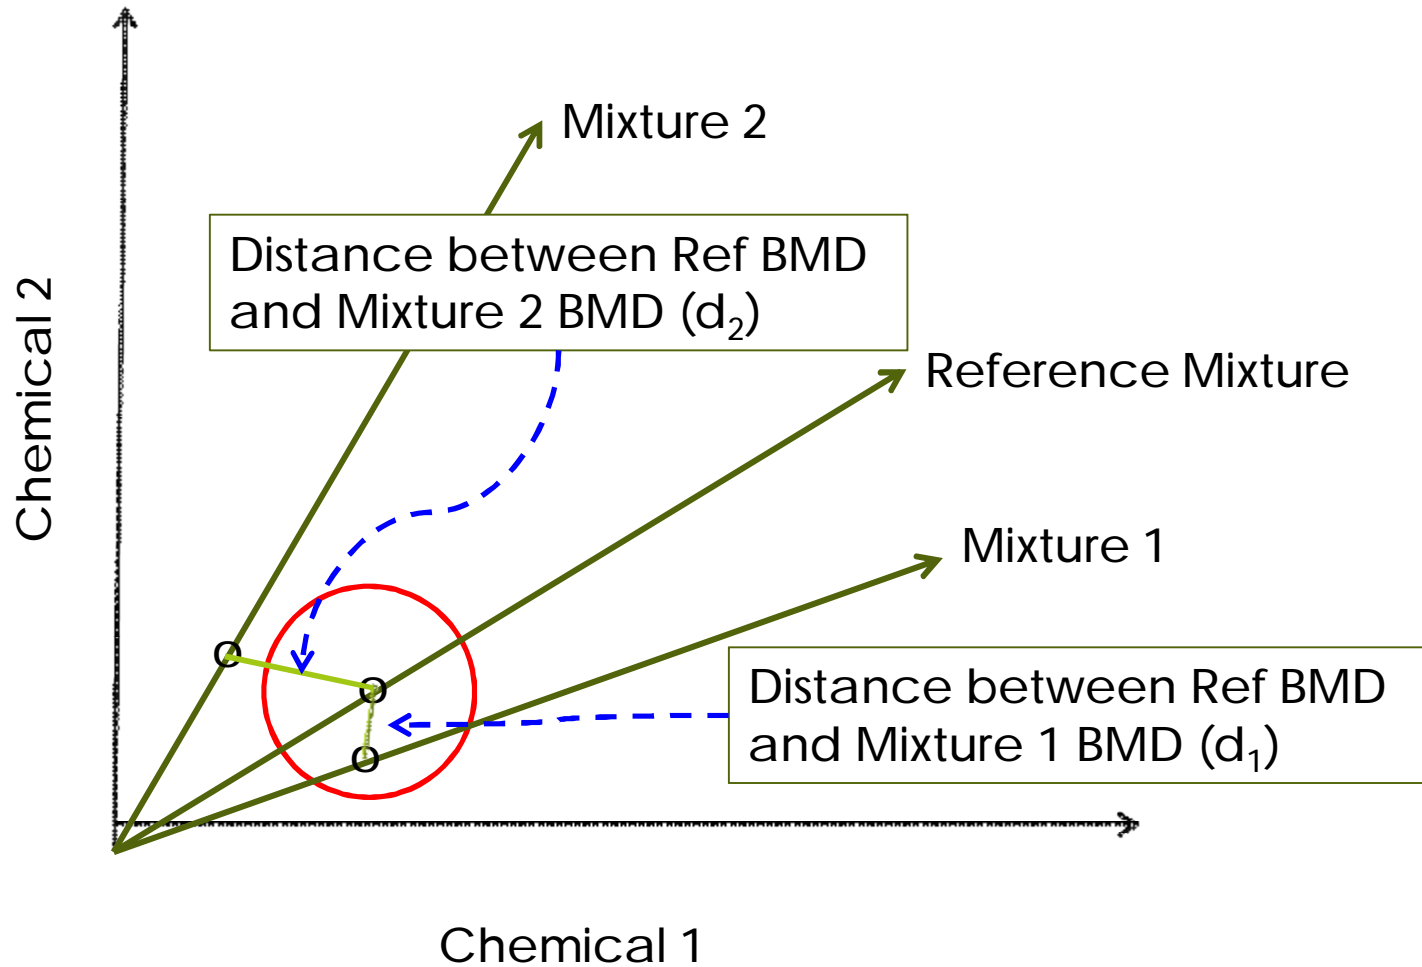 Mixture 2
Distance between Ref BMD
and Mixture 2 BMD (d₂)
Chemical 2
Reference Mixture
Mixture 1
O
O
O
Distance between Ref BMD
and Mixture 1 BMD (d₁)
Chemical 1